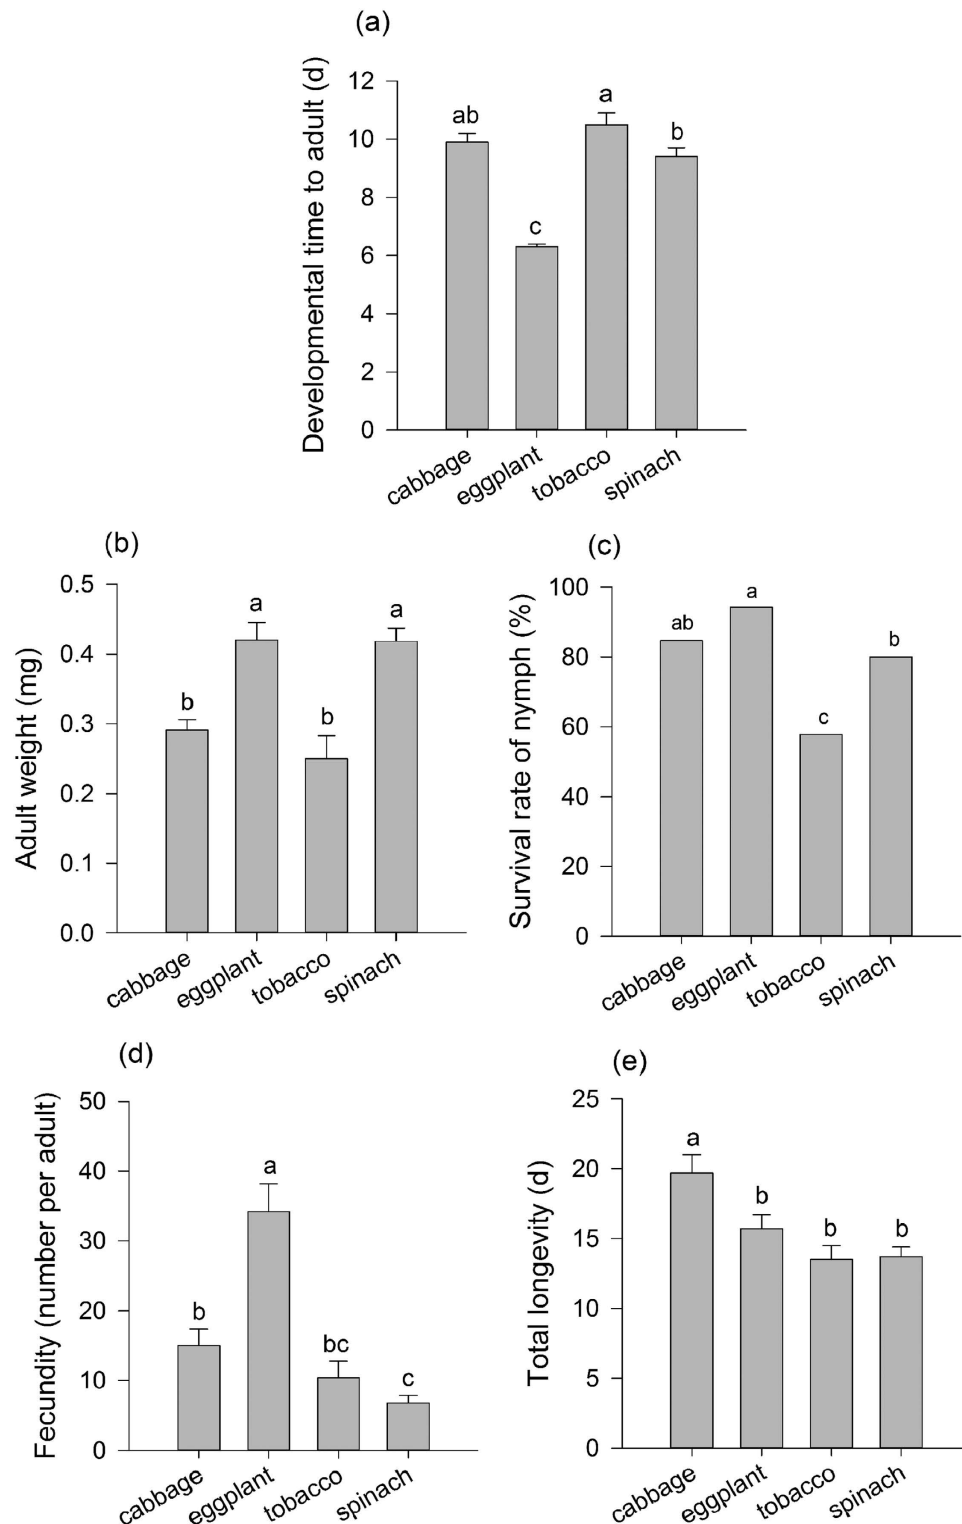 (a)
Developmental time to adult (d)
12
10
8
6
4
2
0
ab
c
a
b
cabbage
eggplant
tobacco
spinach
(b)
Adult weight (mg)
0.5
0.4
0.3
0.2
0.1
0.0
b
a
b
a
cabbage
eggplant
tobacco
spinach
(c)
Survival rate of nymph (%)
100
80
60
40
20
0
ab
a
c
b
cabbage
eggplant
tobacco
spinach
(d)
Fecundity (number per adult)
50
40
30
20
10
0
b
a
bc
c
cabbage
eggplant
tobacco
spinach
(e)
Total longevity (d)
25
20
15
10
5
0
a
b
b
b
cabbage
eggplant
tobacco
spinach